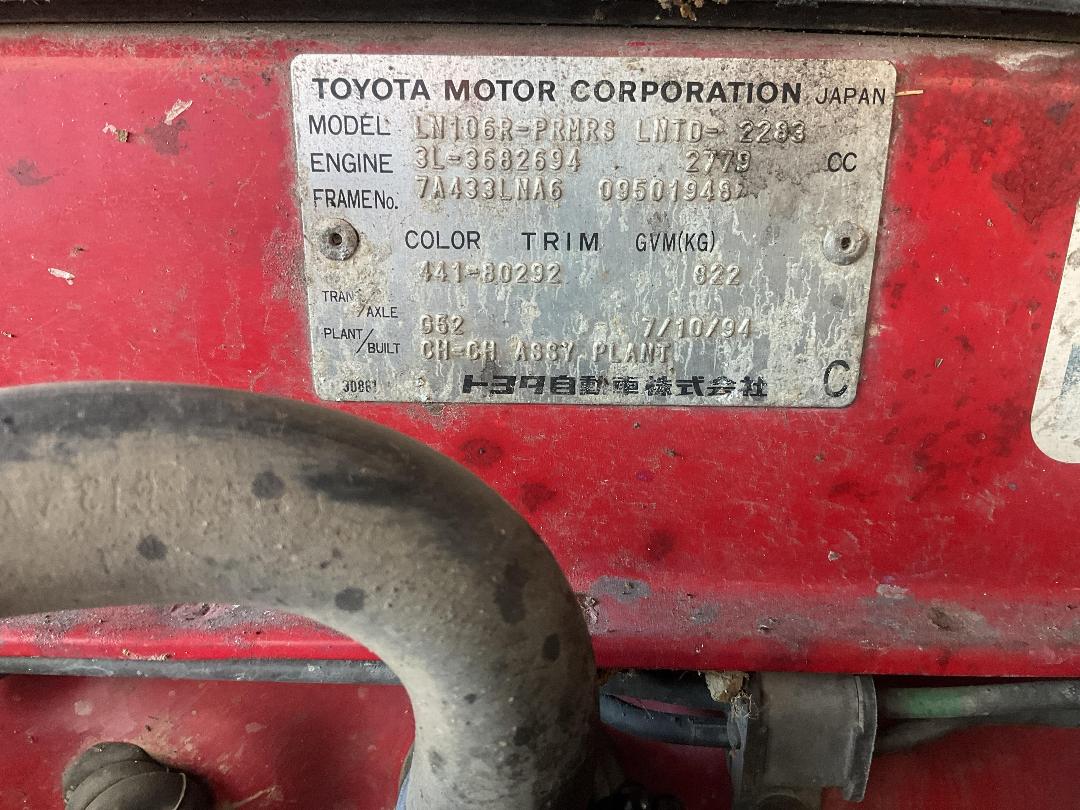 TOYOTA MOTOR CORPORATION JAPAN
MODEL LN106R-PRMRS LNTD- 2283
ENGINE 3L-3682694 2779 CC
FRAME No. 7A433LNA6 09501948
COLOR TRIM GVM(KG)
441-80292 922
TRANS/AXLE G52 7/10/94
PLANT/BUILT CH-CH ASSY PLANT
30861 トヨタ自動車株式会社 C